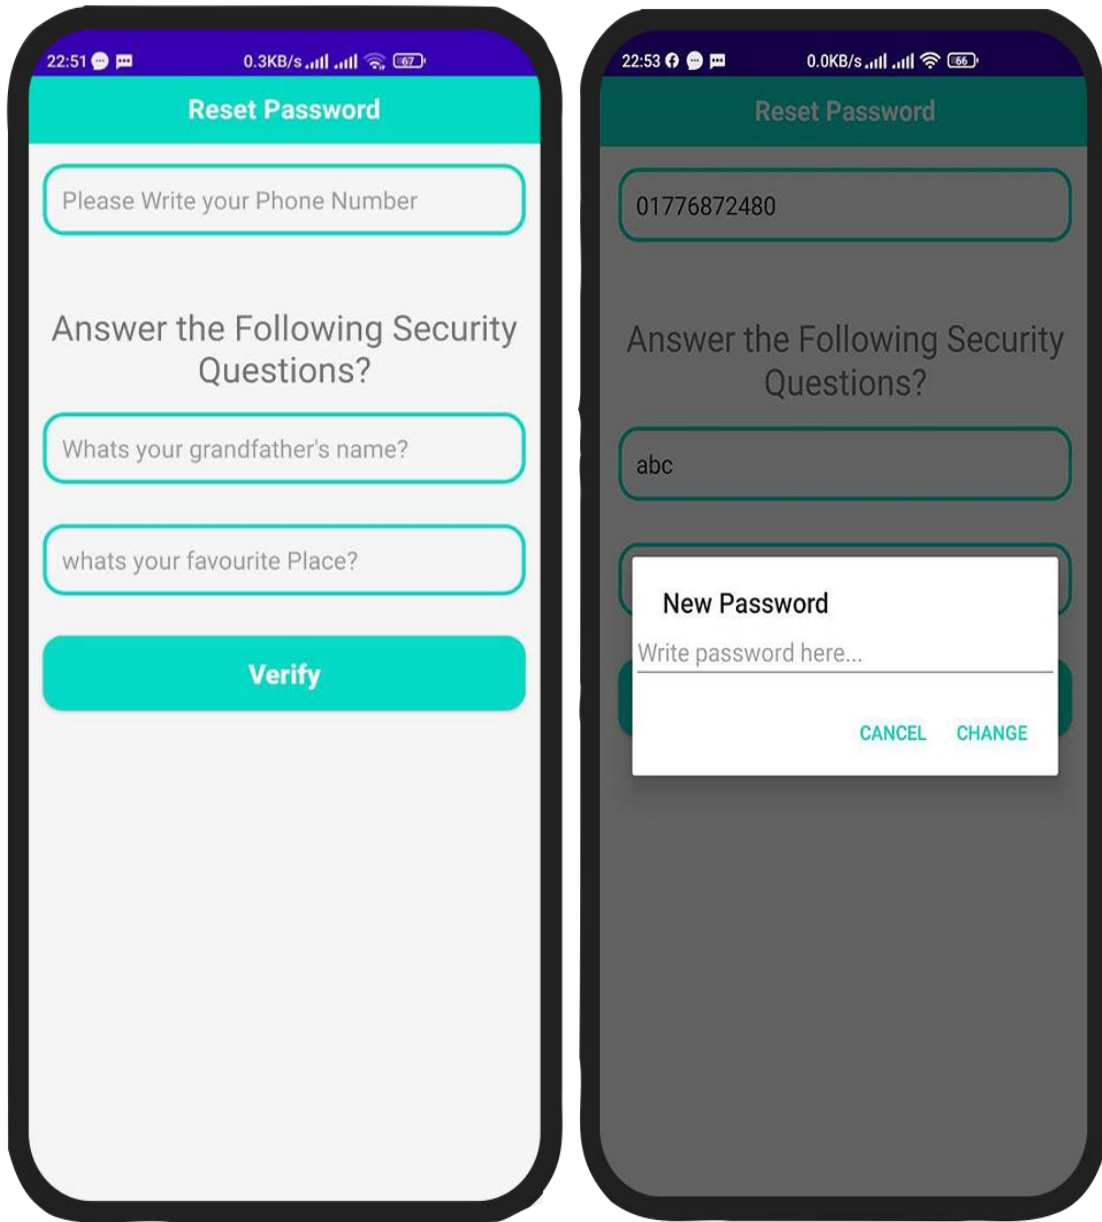 22:51 0.3KB/s 67
Reset Password
Please Write your Phone Number
Answer the Following Security
Questions?
Whats your grandfather's name?
whats your favourite Place?
Verify
22:53 0.0KB/s 66
Reset Password
01776872480
Answer the Following Security
Questions?
abc
New Password
Write password here...
CANCEL CHANGE